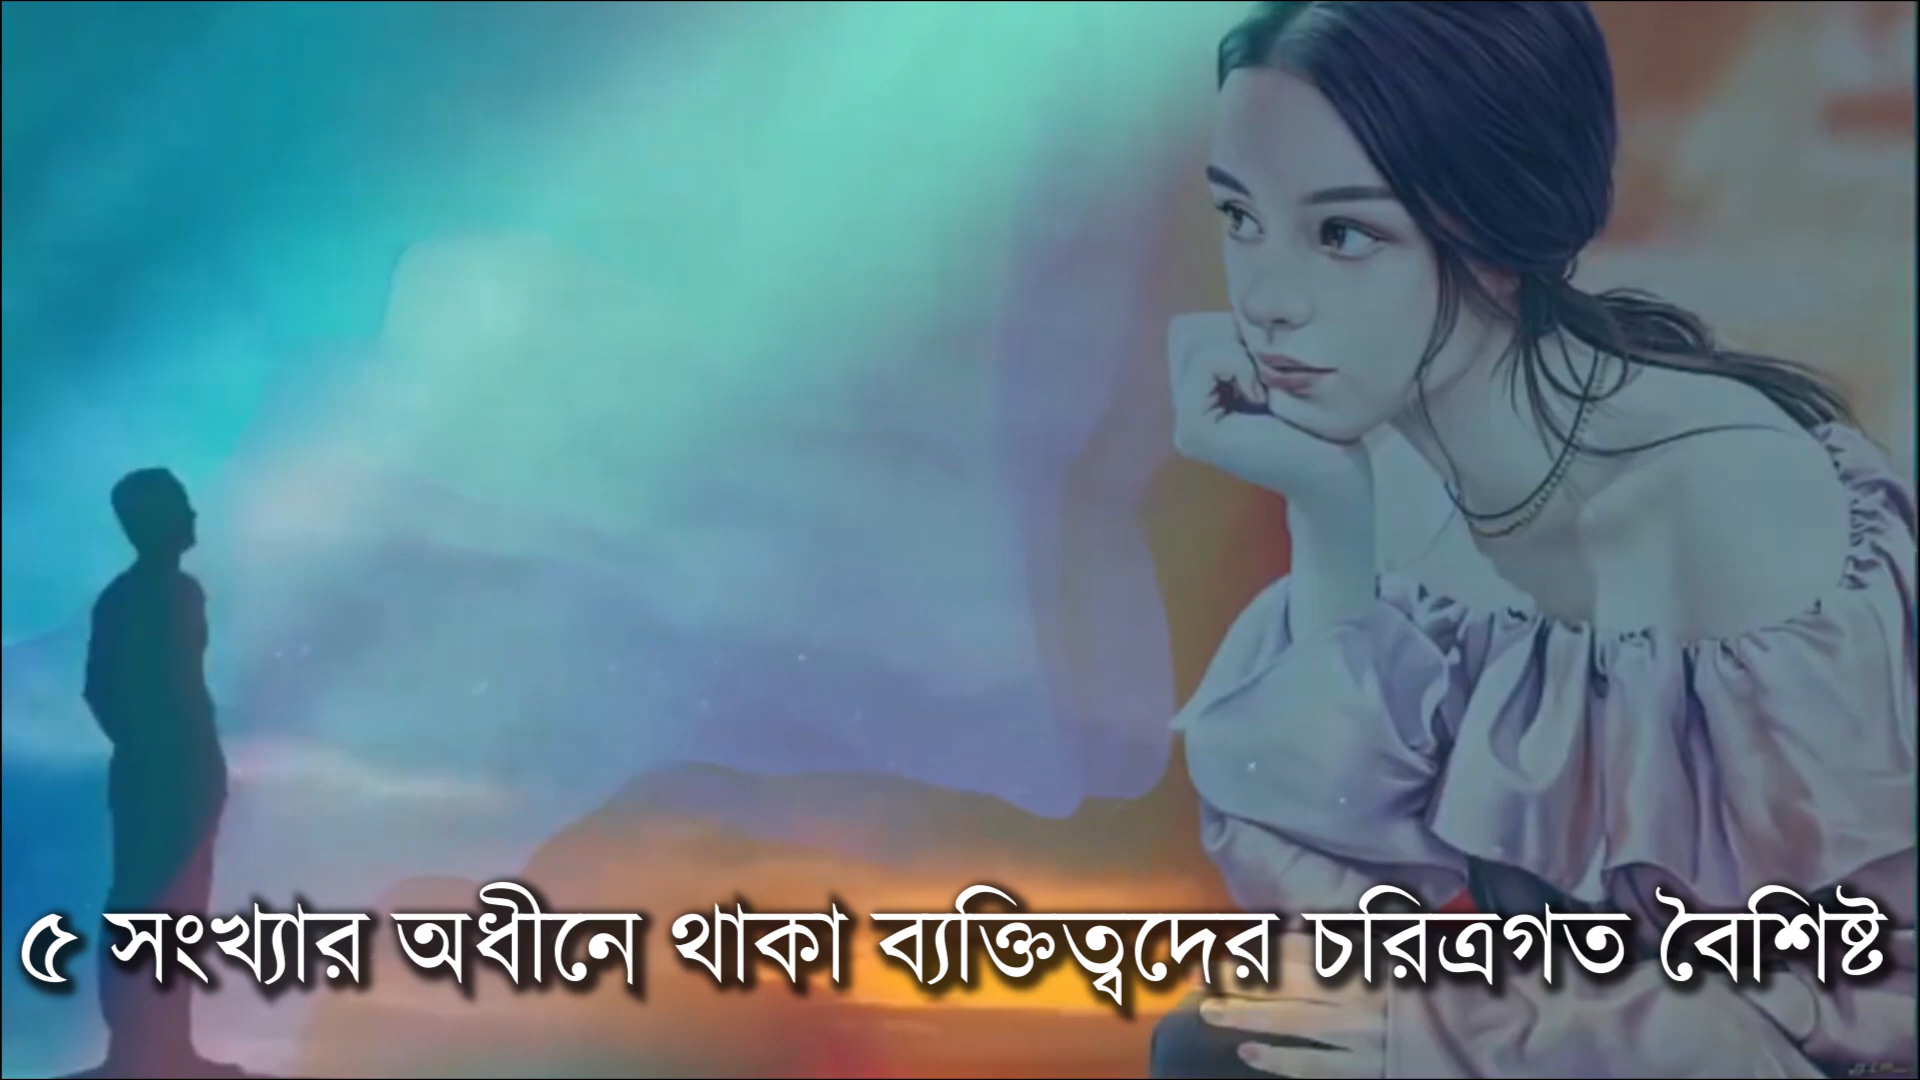 ৫ সংখ্যার অধীনে থাকা ব্যক্তিত্বদের চরিত্রগত বৈশিষ্ট